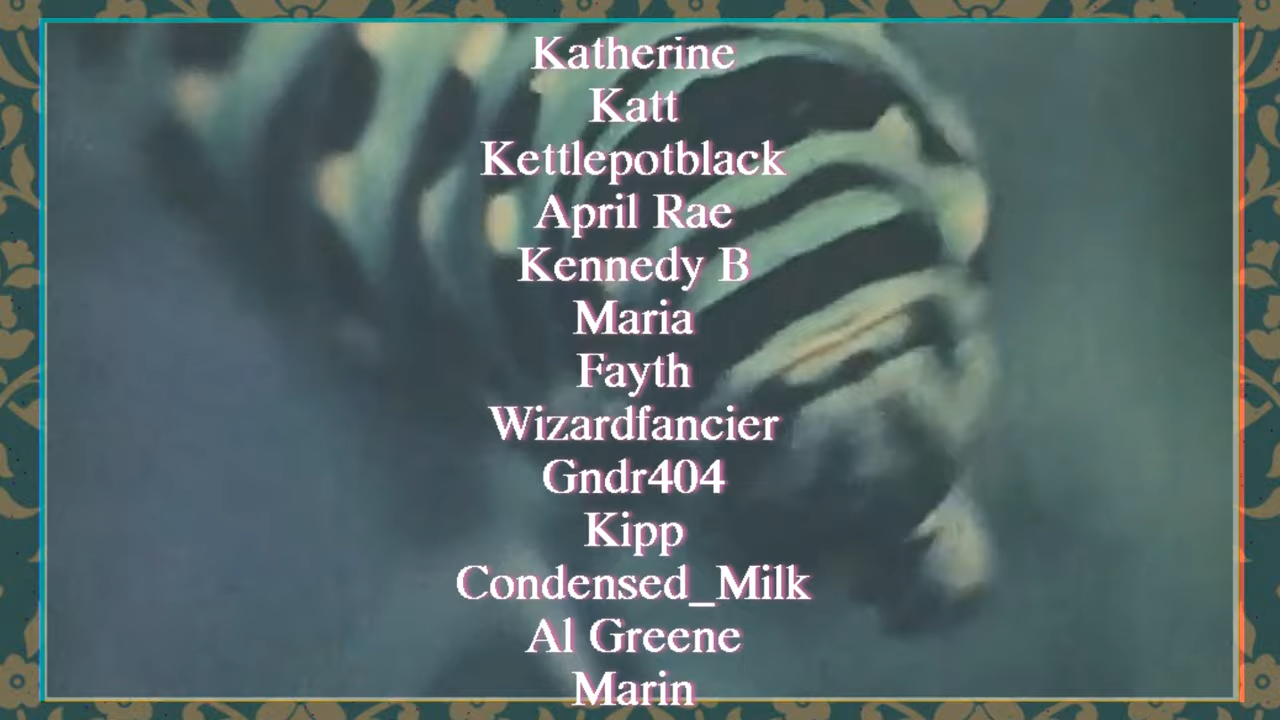 Katherine
Katt
Kettlepotblack
April Rae
Kennedy B
Maria
Fayth
Wizardfancier
Gndr404
Kipp
Condensed_Milk
Al Greene
Marin